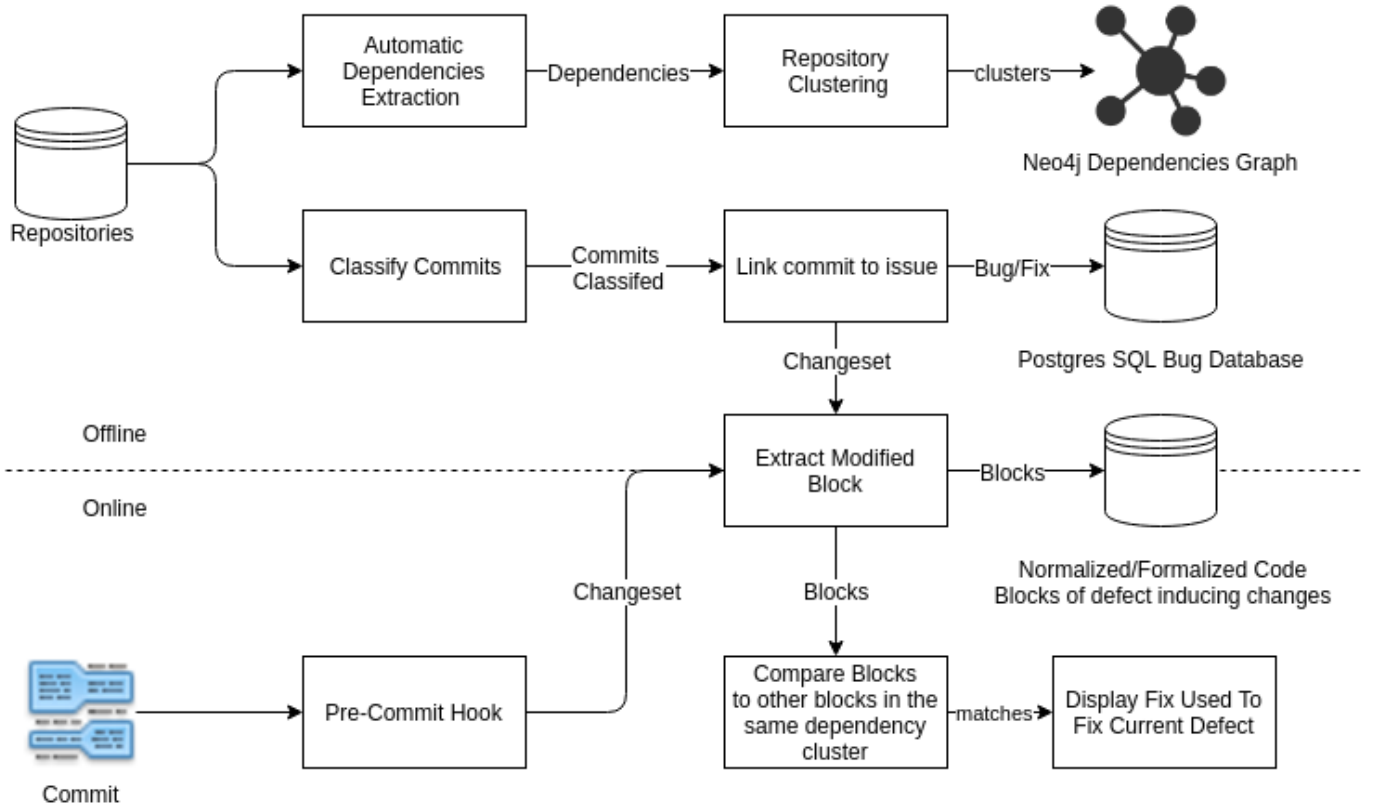 Automatic
Dependencies
Extraction
Dependencies
Repository
Clustering
clusters
Neo4j Dependencies Graph
Repositories
Classify Commits
Commits
Classifed
Link commit to issue
Bug/Fix
Postgres SQL Bug Database
Changeset
Offline
Online
Extract Modified
Block
Blocks
Normalized/Formalized Code
Blocks of defect inducing changes
Changeset
Blocks
Commit
Pre-Commit Hook
Compare Blocks
to other blocks in the
same dependency
cluster
matches
Display Fix Used To
Fix Current Defect